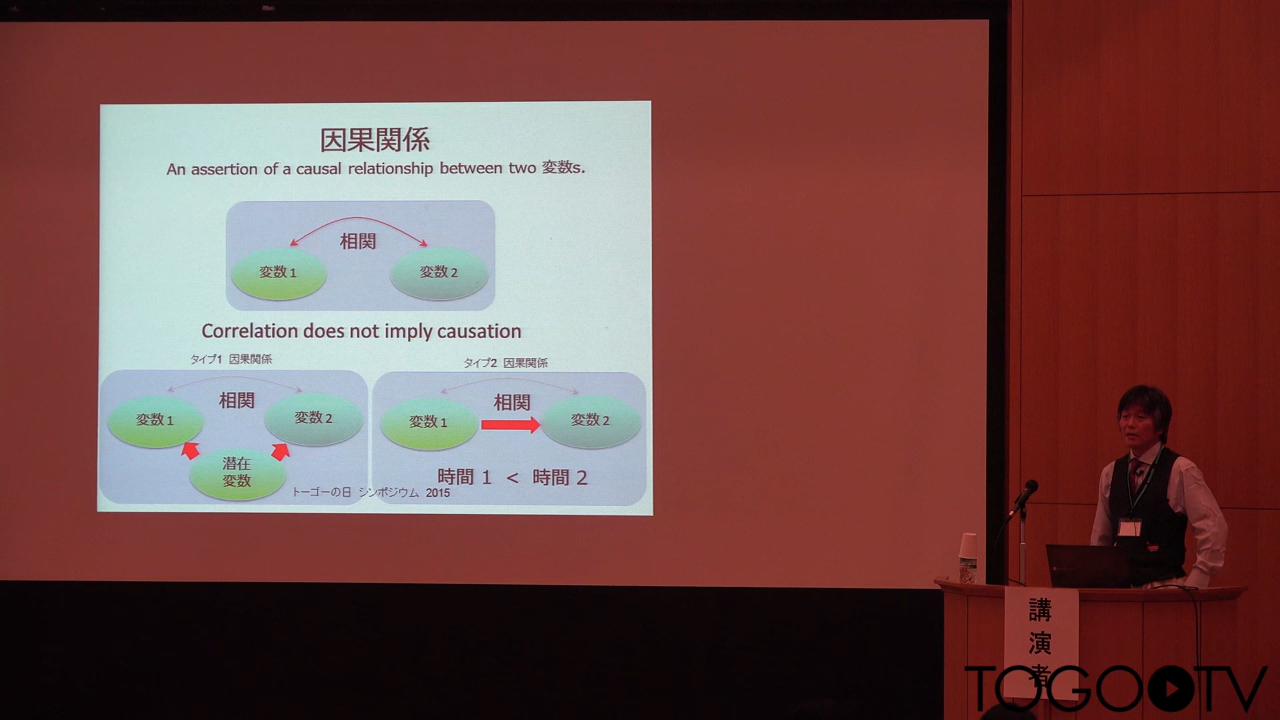 因果関係
An assertion of a causal relationship between two 変数s.
相関
変数1
変数2
Correlation does not imply causation
タイプ1 因果関係
相関
変数1
変数2
潜在
変数
タイプ2 因果関係
相関
変数1
変数2
時間 1 < 時間 2
トーゴーの日 シンポジウム 2015
講演者
TOGOTV